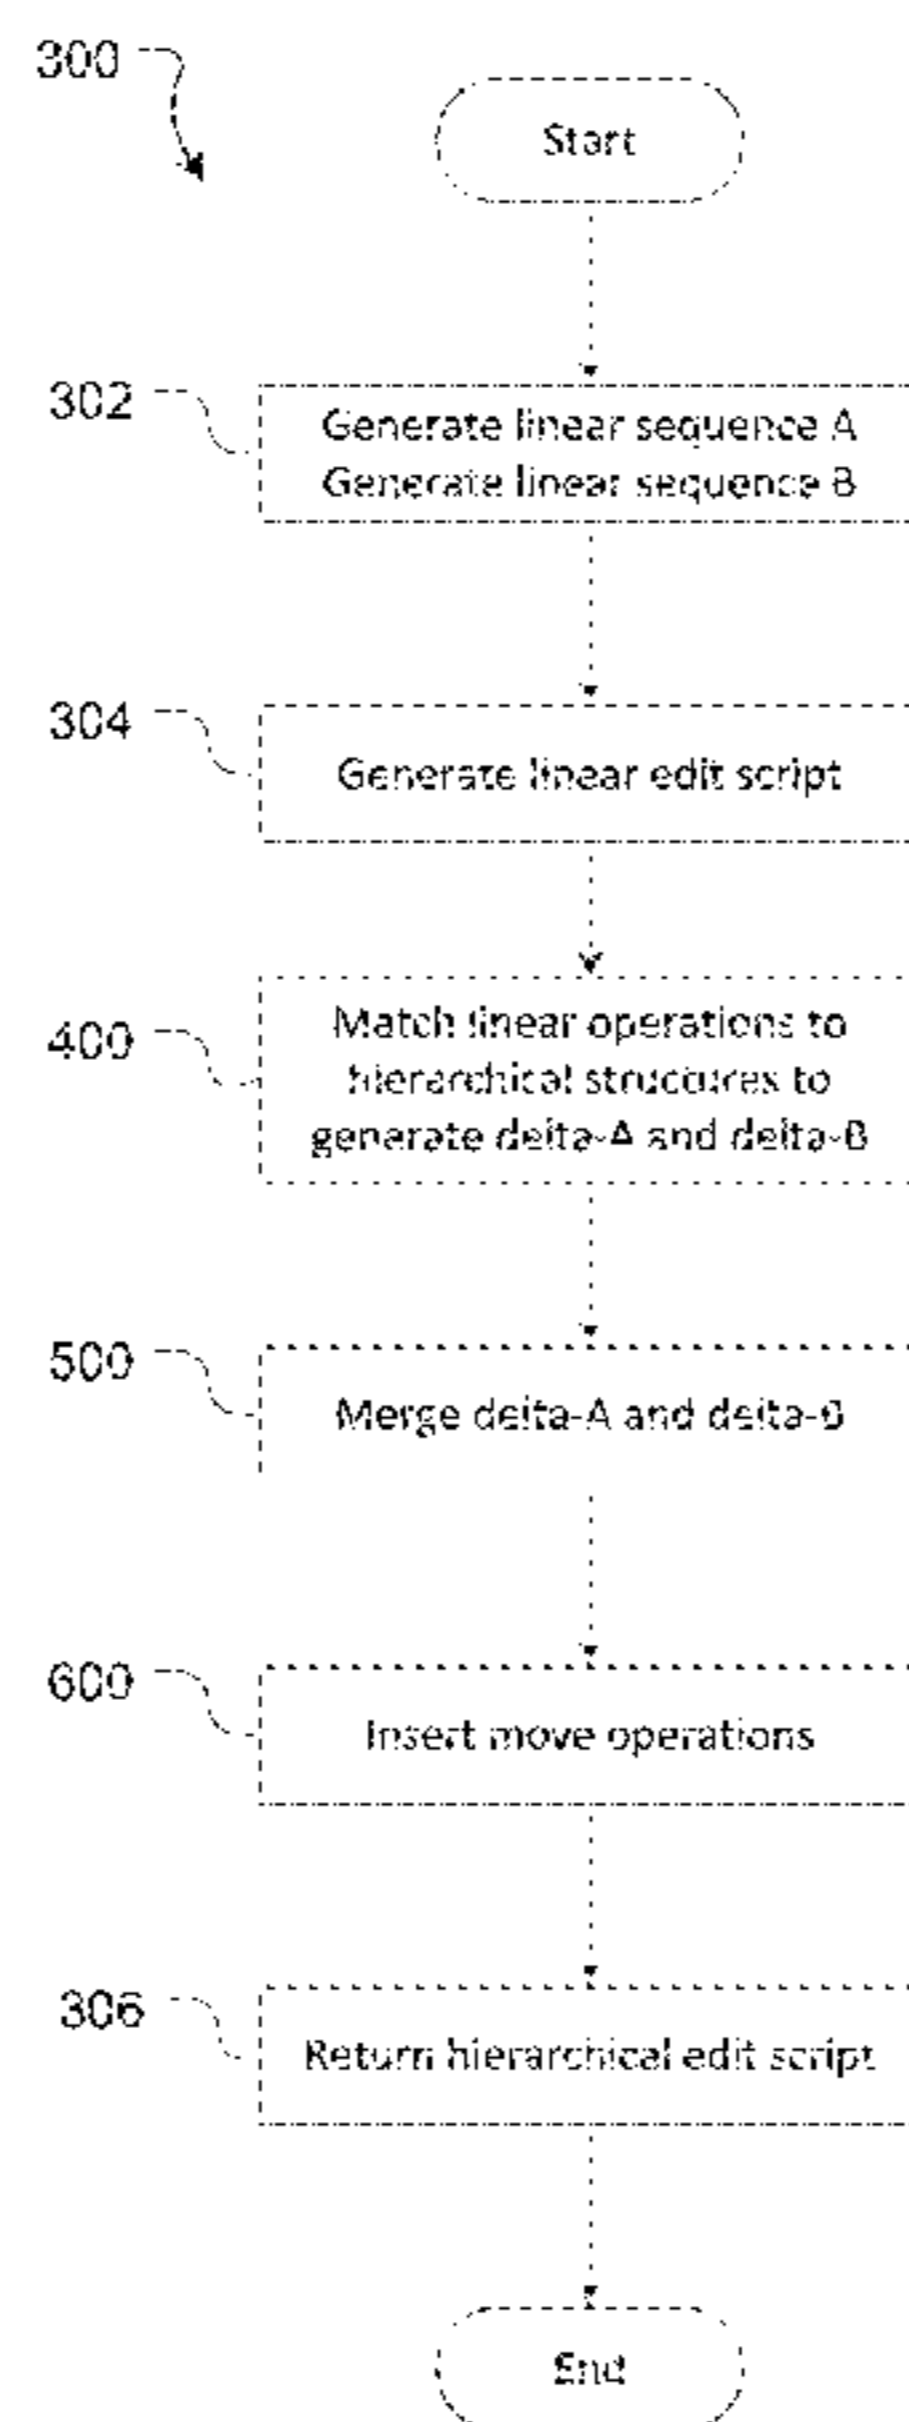 300
Start
302
Generate linear sequence A
Generate linear sequence B
304
Generate linear edit script
400
Match linear operations to
hierarchical structures to
generate delta-A and delta-B
500
Merge delta-A and delta-B
600
Insert move operations
306
Return hierarchical edit script
End